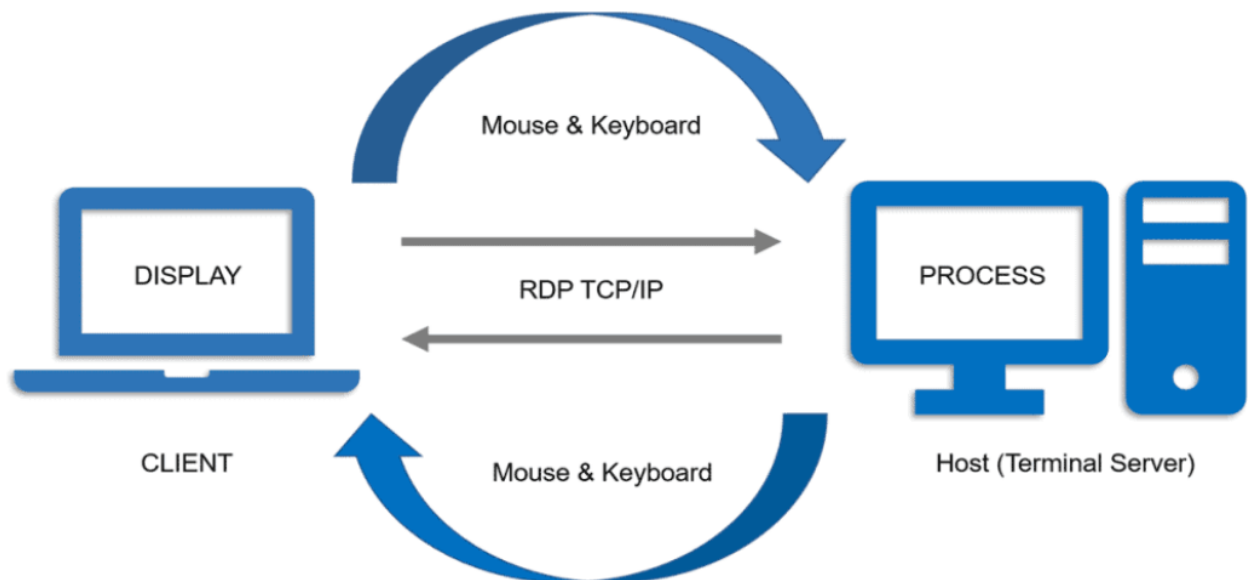 Mouse & Keyboard
DISPLAY
RDP TCP/IP
PROCESS
CLIENT
Mouse & Keyboard
Host (Terminal Server)